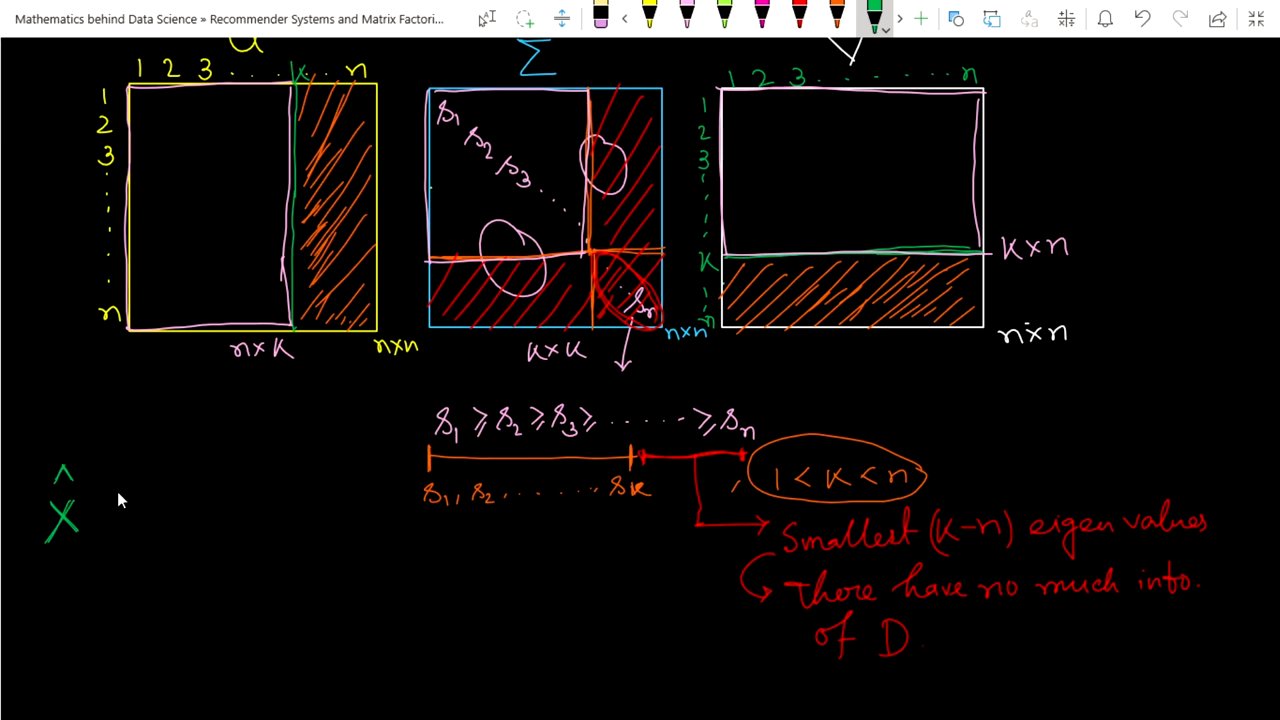 Mathematics behind Data Science » Recommender Systems and Matrix Factori...
U Σ V
1 2 3 . . . . k . . n
1 2 3 . . . . . . . n
1
2
3
.
.
.
.
n
s1
s2
s3
. . . .
. . sn
1
2
3
.
.
.
k
.
n
n×k n×n
k×k n×n
k×n
n×n
s1 ≥ s2 ≥ s3 ≥ . . . . . . ≥ sn
s1, s2 . . . . . . . sk , 1 < k < n
Smallest (k-n) eigen values
There have no much info.
of D
^
X